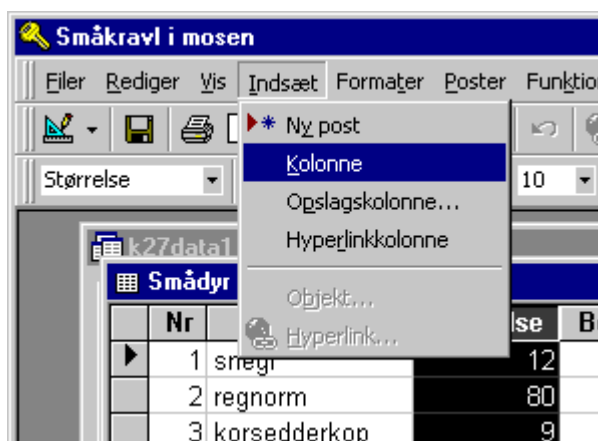 Småkravl i mosen
Filer Rediger Vis Indsæt Formater Poster
Ny post
Kolonne
Størrelse 10
Opslagskolonne...
Hyperlinkkolonne
k27data1
Smådyr
Objekt...
Nr lse B
Hyperlink...
1 snegl 12
2 regnorm 80
3 korsedderkop 9